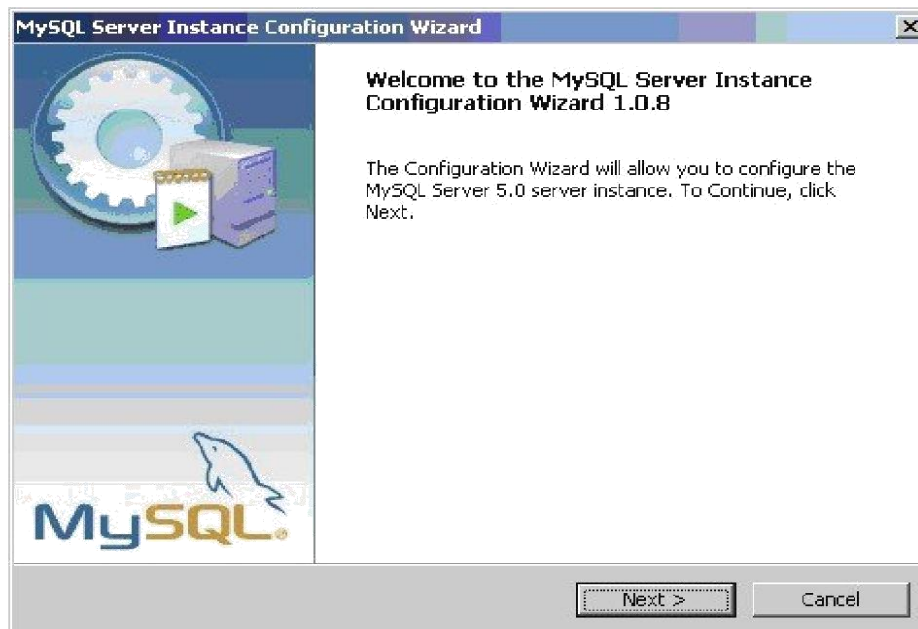 MySQL Server Instance Configuration Wizard
Welcome to the MySQL Server Instance
Configuration Wizard 1.0.8
The Configuration Wizard will allow you to configure the
MySQL Server 5.0 server instance. To Continue, click
Next.
MySQL®
Next >
Cancel